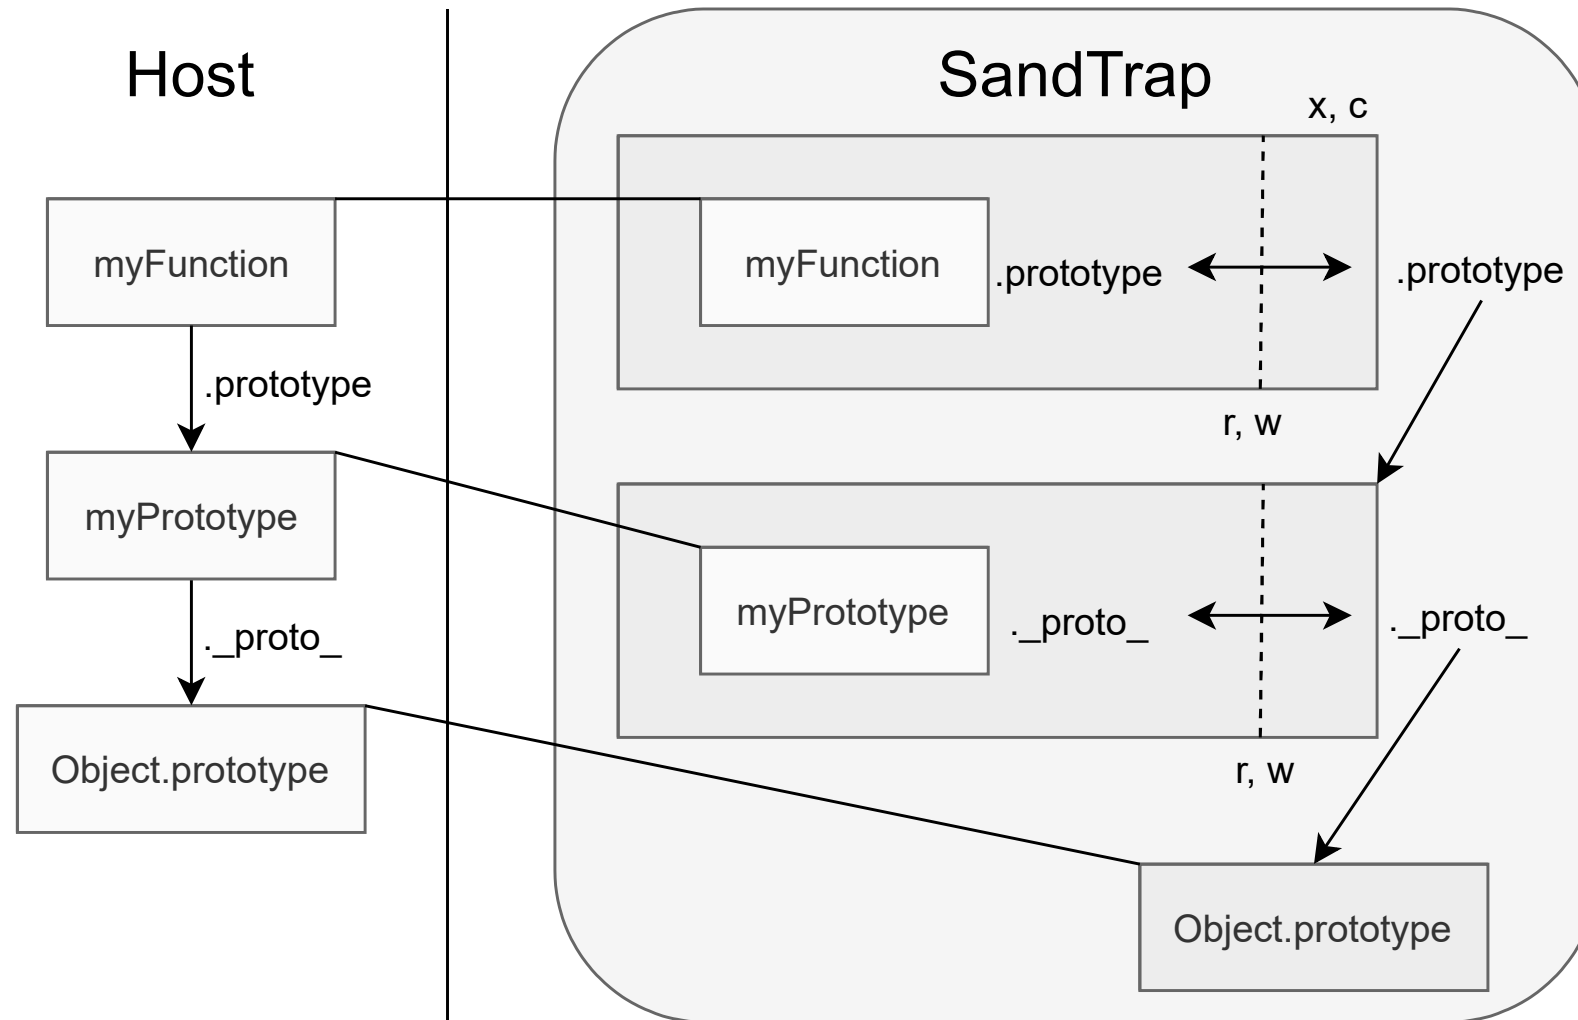 Host
SandTrap
x, c
myFunction
myFunction
.prototype
.prototype
.prototype
r, w
myPrototype
myPrototype
._proto_
._proto_
._proto_
r, w
Object.prototype
Object.prototype